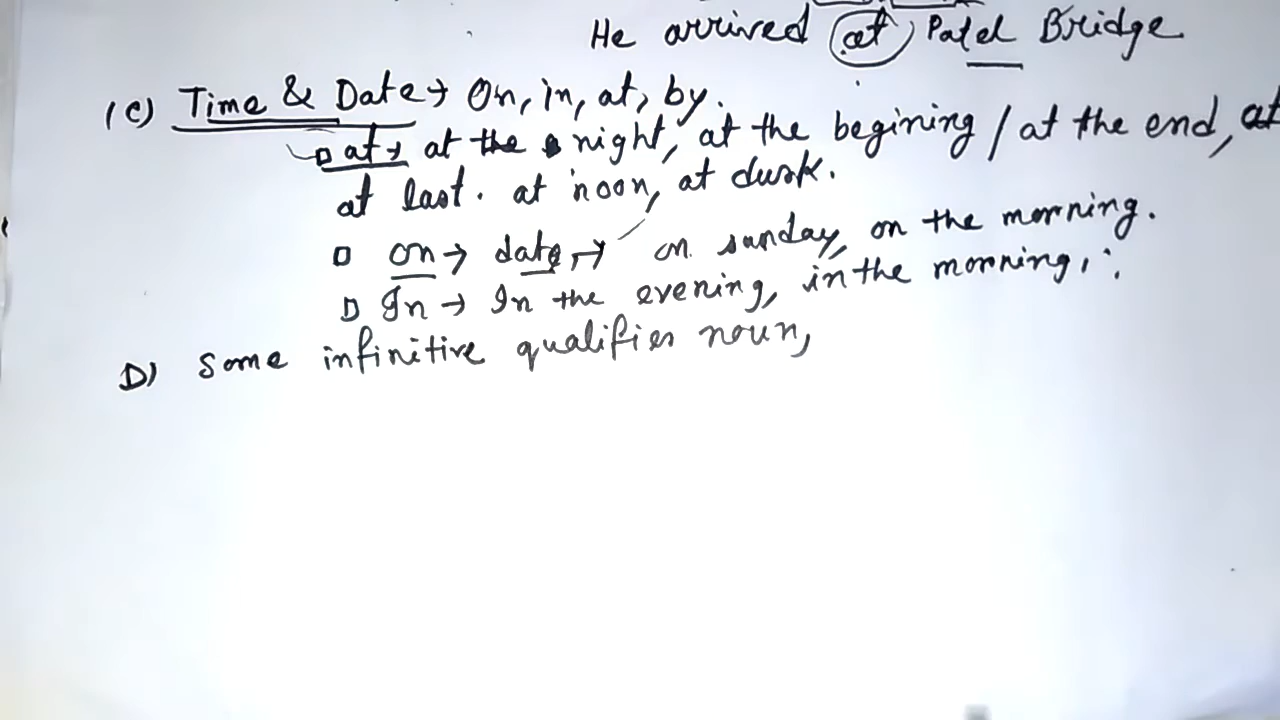 He arrived at Patel Bridge
(C) Time & Date → On, in, at, by.
at → at the night, at the begining / at the end, at
at last. at noon, at dusk.
on → date, → on sunday, on the morning.
In → In the evening, in the morning,
D) Some infinitive qualifies noun,